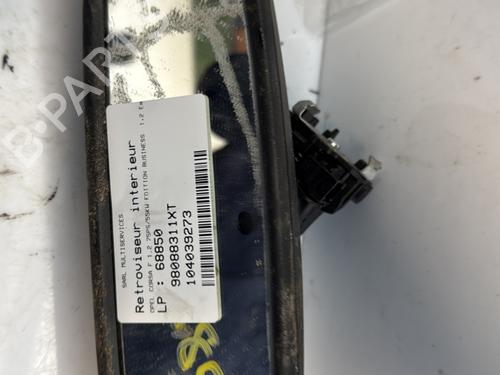 SARL MULTISERVICES
Retroviseur interieur
OPEL CORSA F 1.2 75PS/55KW EDITION BUSINESS 1.2 Es
LP : 68850
98088311XT
104039273
B-PARTS